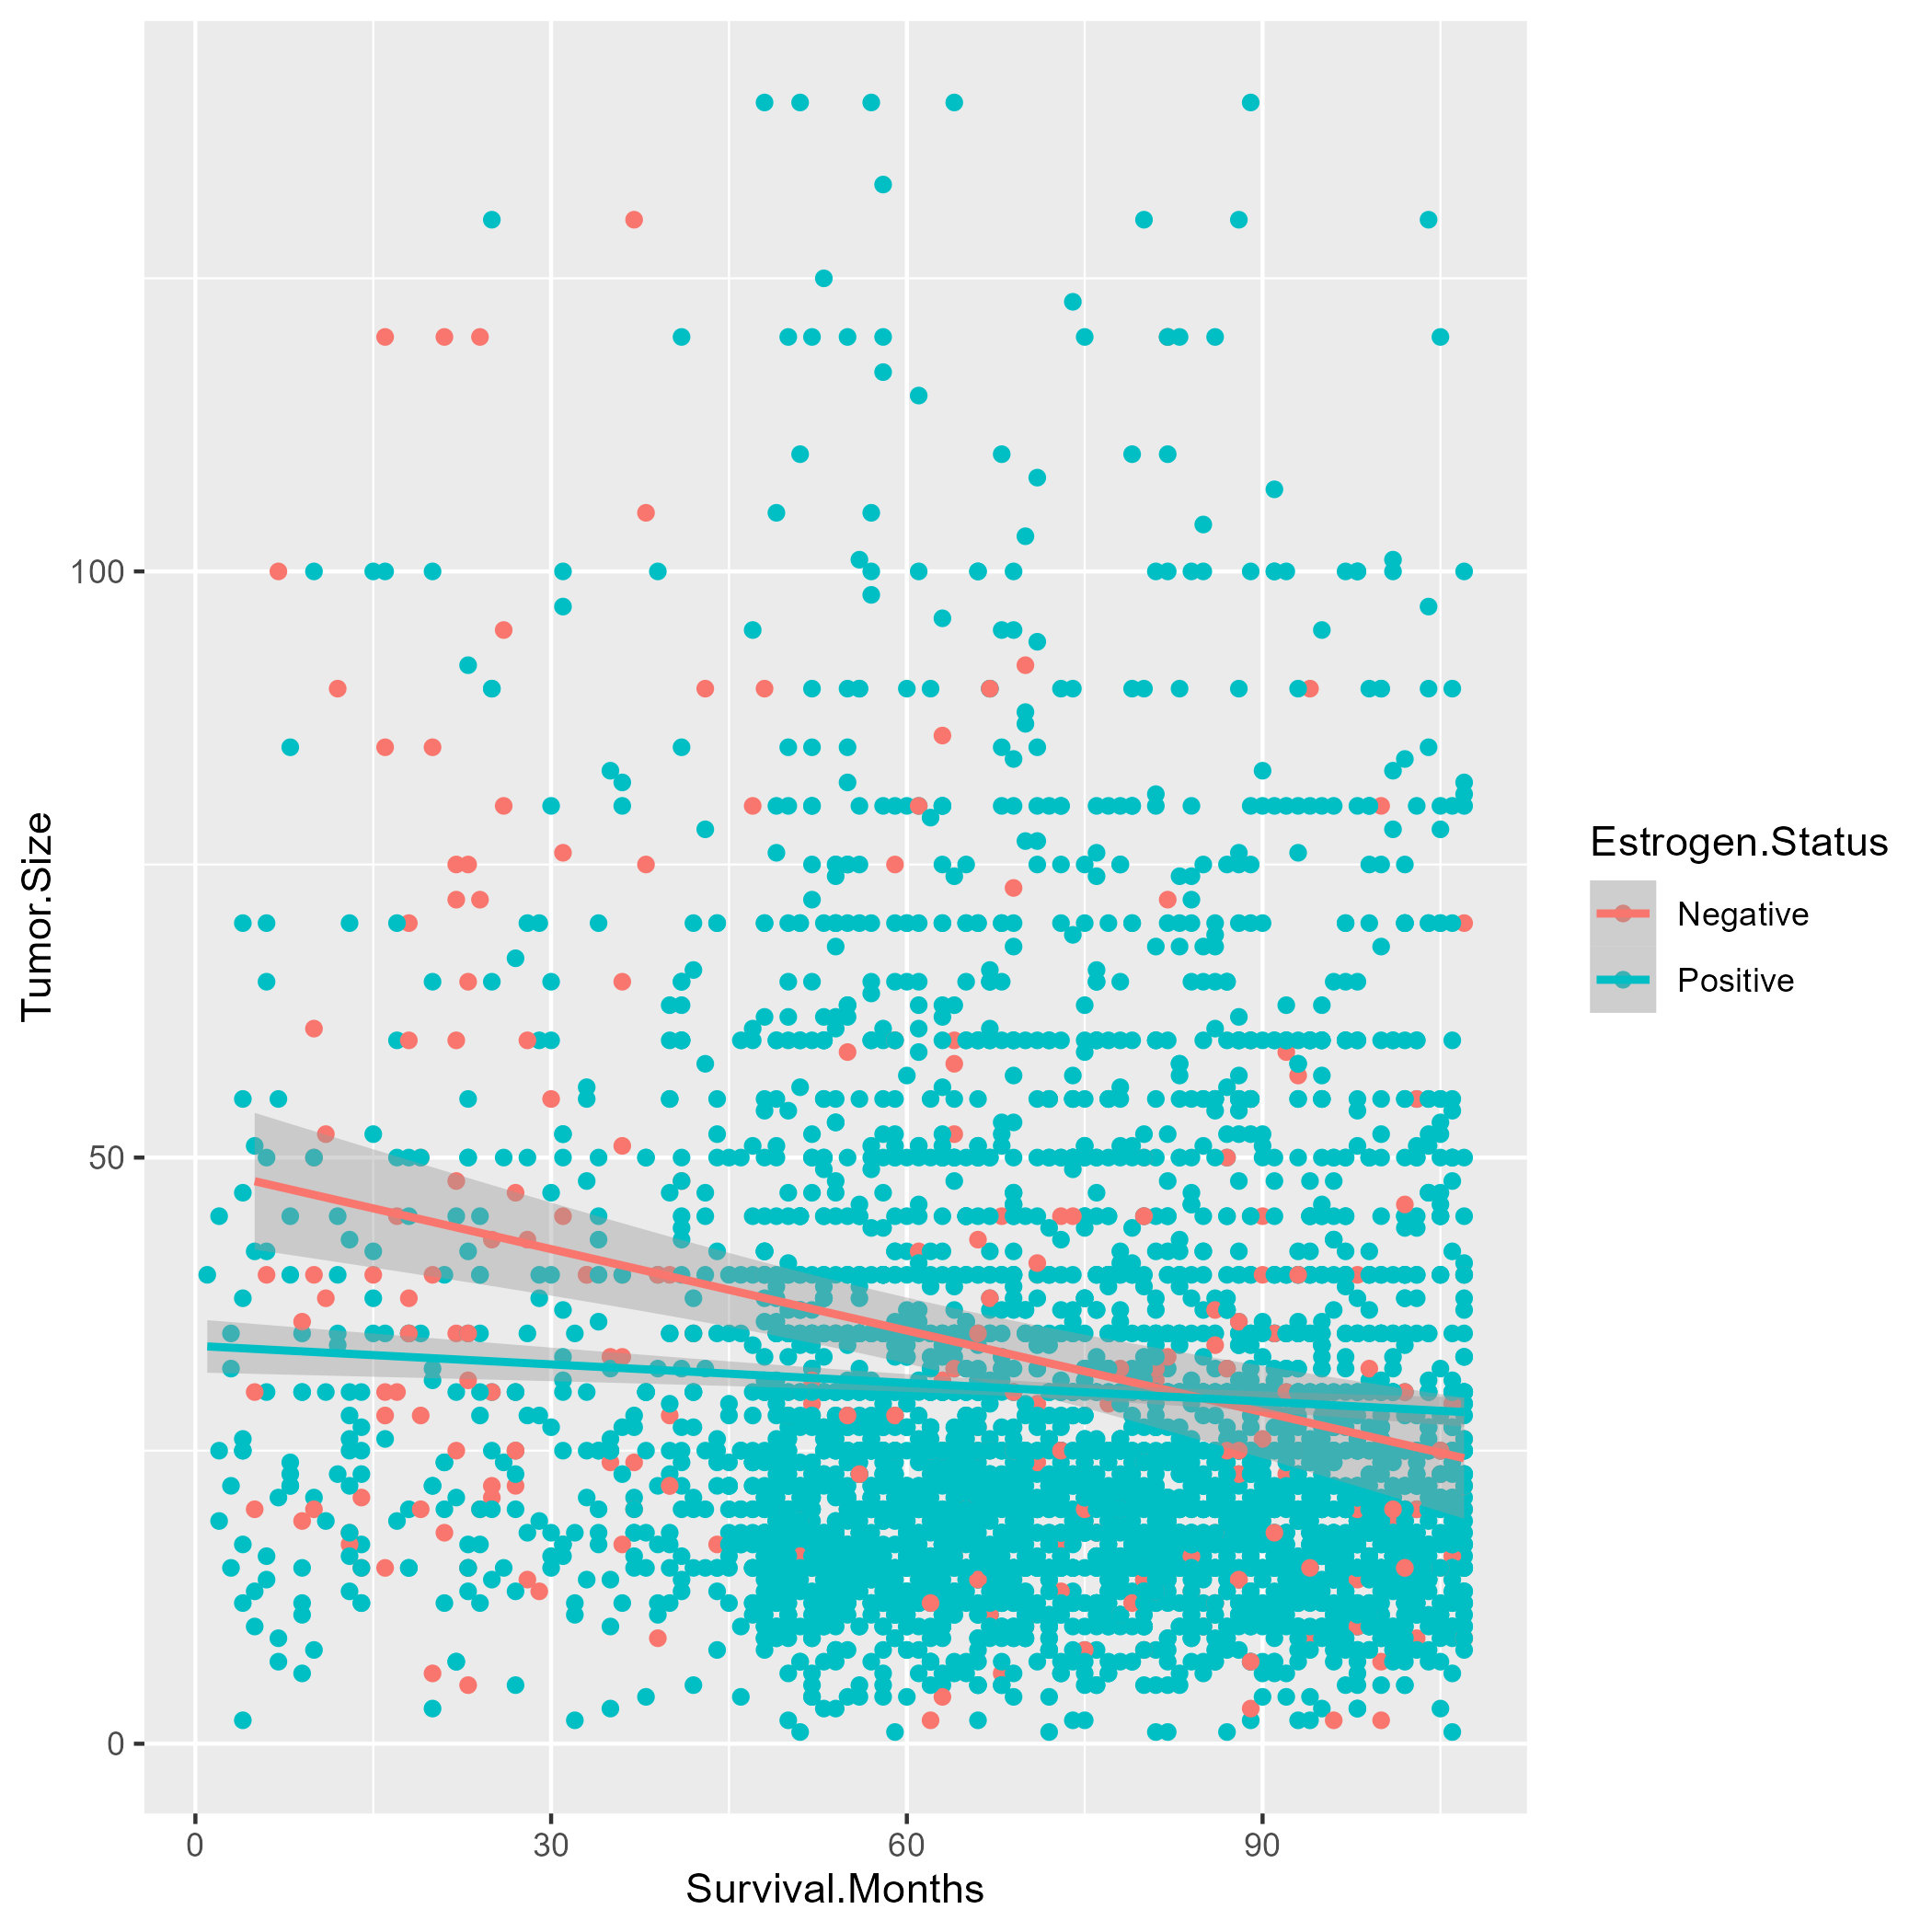 100
50
0
0 30 60 90
Survival.Months
Tumor.Size
Estrogen.Status
Negative
Positive